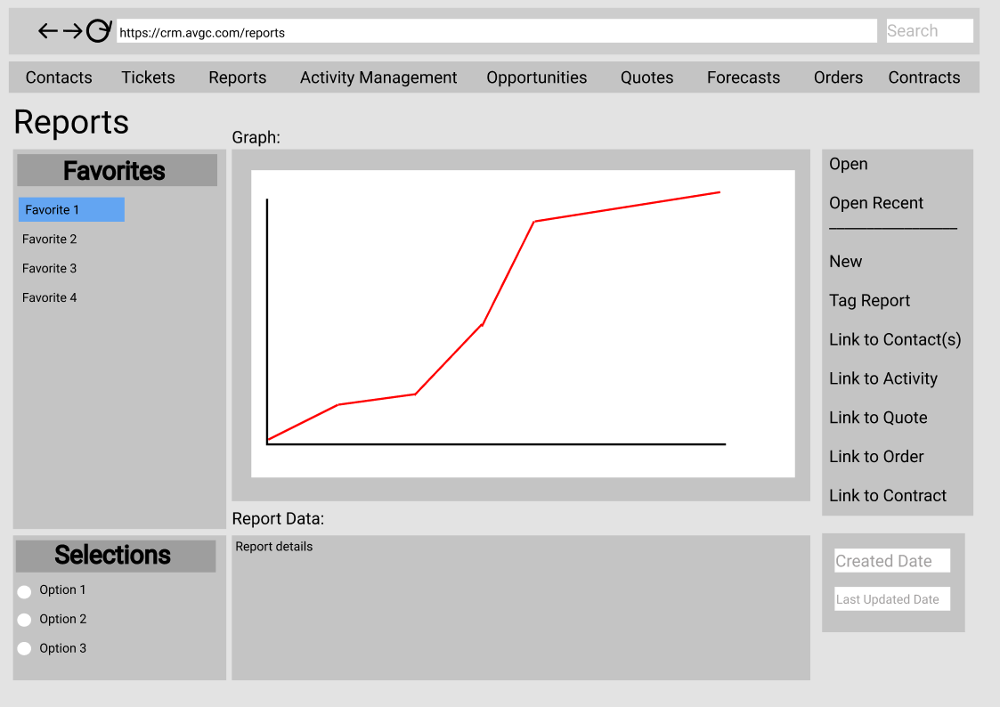 https://crm.avgc.com/reports
Search
Contacts Tickets Reports Activity Management Opportunities Quotes Forecasts Orders Contracts
Reports
Favorites
Favorite 1
Favorite 2
Favorite 3
Favorite 4
Selections
Option 1
Option 2
Option 3
Graph:
Report Data:
Report details
Open
Open Recent
New
Tag Report
Link to Contact(s)
Link to Activity
Link to Quote
Link to Order
Link to Contract
Created Date
Last Updated Date